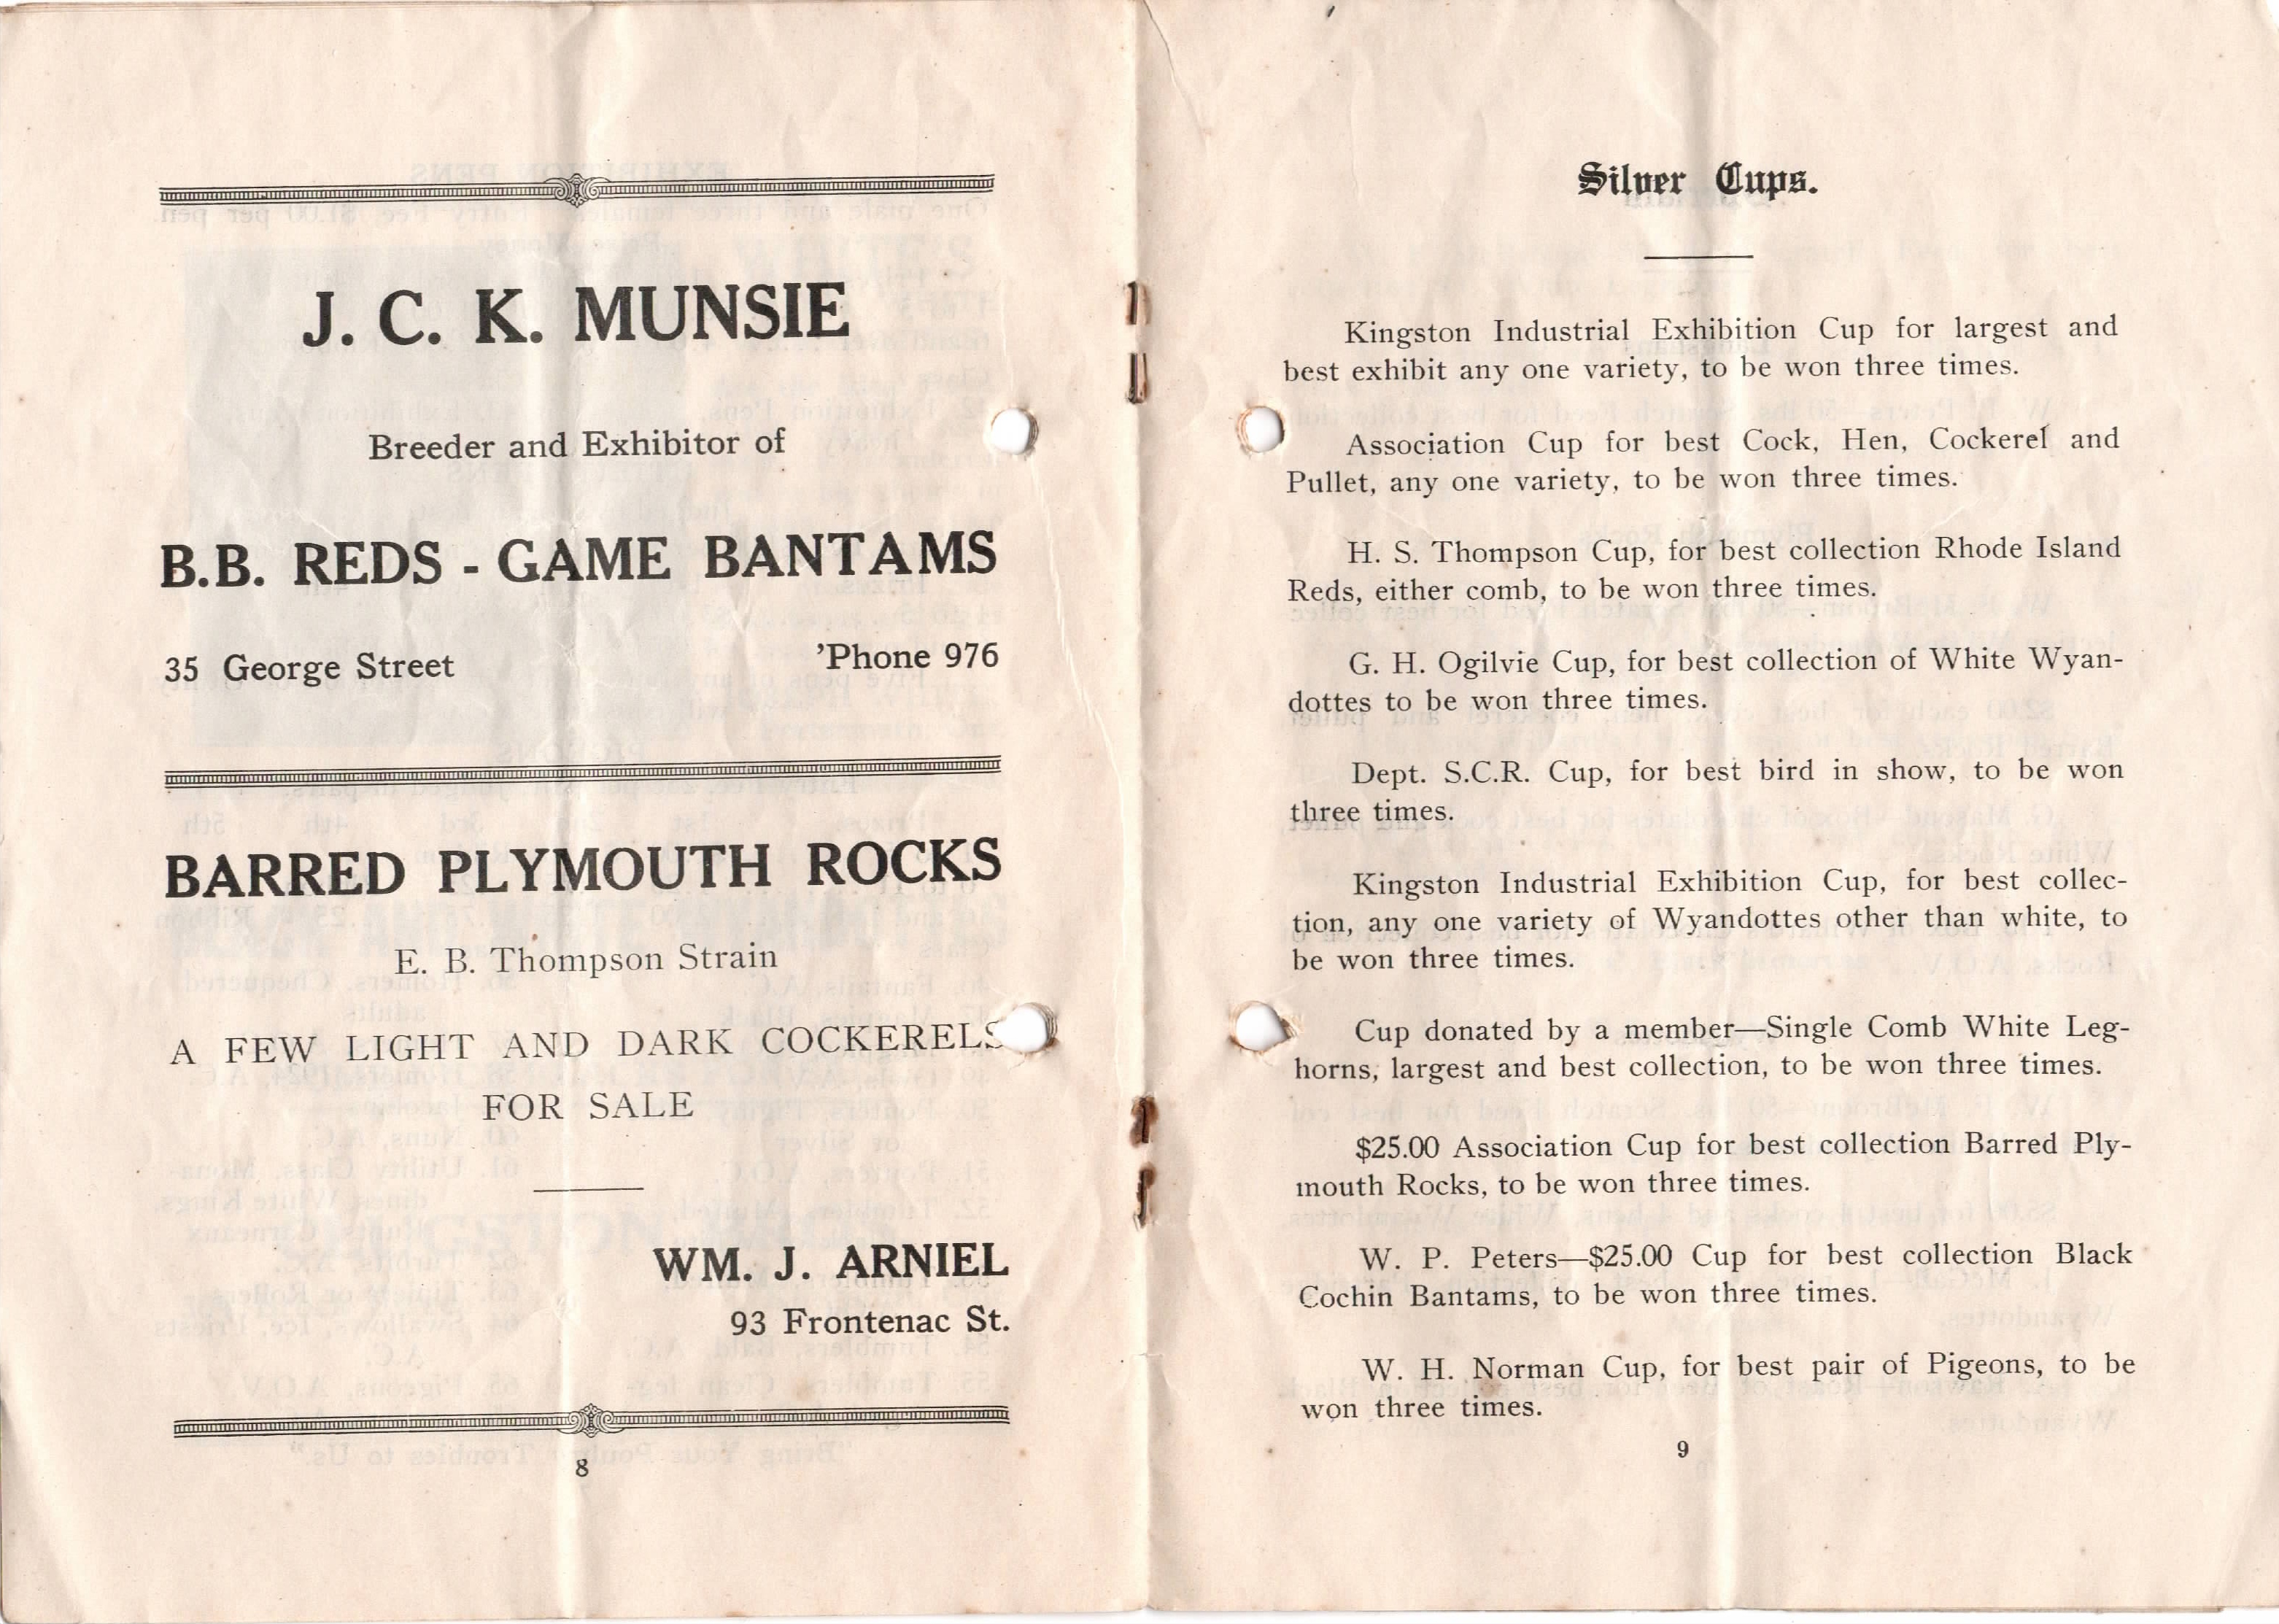 J. C. K. MUNSIE
Breeder and Exhibitor of
B.B. REDS - GAME BANTAMS
35 George Street 'Phone 976
BARRED PLYMOUTH ROCKS
E. B. Thompson Strain
A FEW LIGHT AND DARK COCKERELS
FOR SALE
WM. J. ARNIEL
93 Frontenac St.
8
Silver Cups.
Kingston Industrial Exhibition Cup for largest and
best exhibit any one variety, to be won three times.
Association Cup for best Cock, Hen, Cockerel and
Pullet, any one variety, to be won three times.
H. S. Thompson Cup, for best collection Rhode Island
Reds, either comb, to be won three times.
G. H. Ogilvie Cup, for best collection of White Wyan-
dottes to be won three times.
Dept. S.C.R. Cup, for best bird in show, to be won
three times.
Kingston Industrial Exhibition Cup, for best collec-
tion, any one variety of Wyandottes other than white, to
be won three times.
Cup donated by a member—Single Comb White Leg-
horns, largest and best collection, to be won three times.
$25.00 Association Cup for best collection Barred Ply-
mouth Rocks, to be won three times.
W. P. Peters—$25.00 Cup for best collection Black
Cochin Bantams, to be won three times.
W. H. Norman Cup, for best pair of Pigeons, to be
won three times.
9